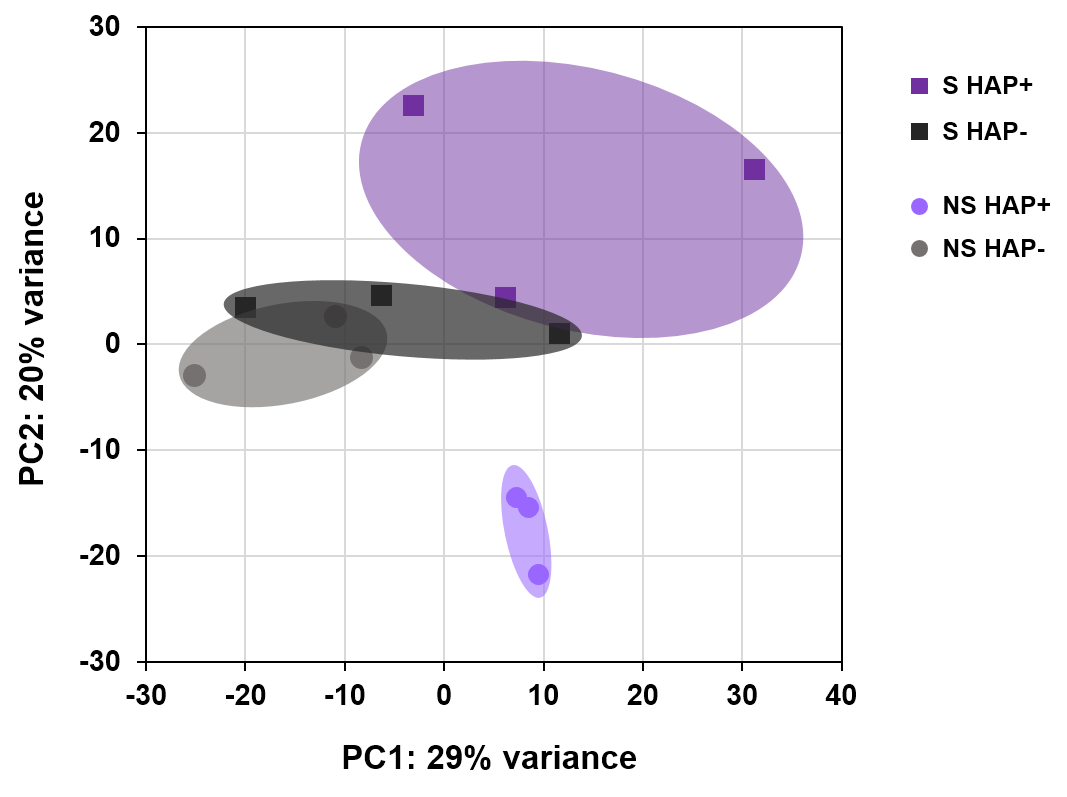 30
20
10
0
-10
-20
-30
-30 -20 -10 0 10 20 30 40
PC2: 20% variance
PC1: 29% variance
S HAP+
S HAP-
NS HAP+
NS HAP-